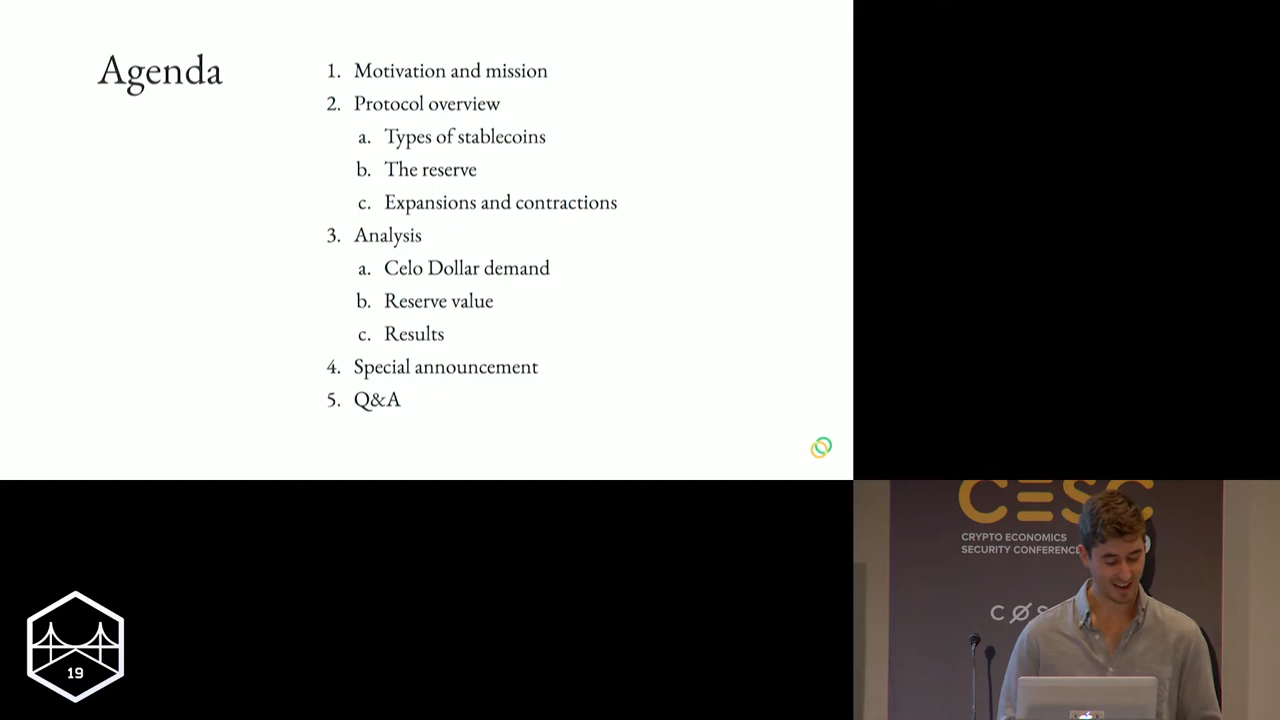 Agenda
1. Motivation and mission
2. Protocol overview
a. Types of stablecoins
b. The reserve
c. Expansions and contractions
3. Analysis
a. Celo Dollar demand
b. Reserve value
c. Results
4. Special announcement
5. Q&A
CESC
CRYPTO ECONOMICS
SECURITY CONFERENCE
19